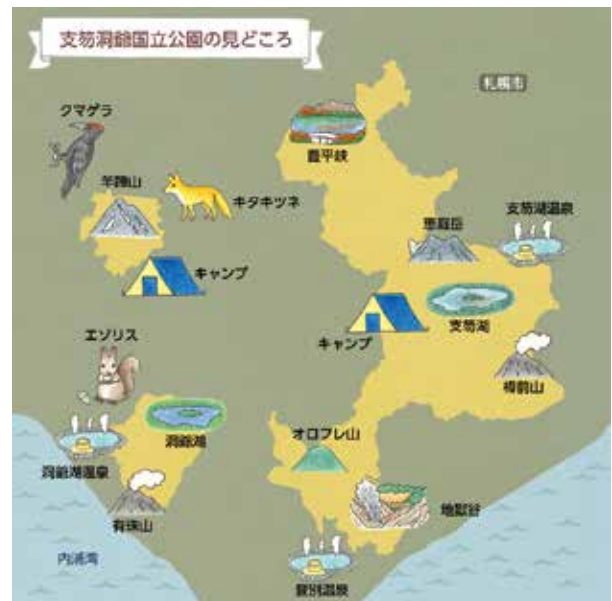 支笏洞爺国立公園の見どころ
札幌市
クマゲラ
豊平峡
羊蹄山
キタキツネ
恵庭岳
支笏湖温泉
キャンプ
支笏湖
キャンプ
エゾリス
樽前山
洞爺湖
オロフレ山
洞爺湖温泉
地獄谷
有珠山
内浦湾
登別温泉